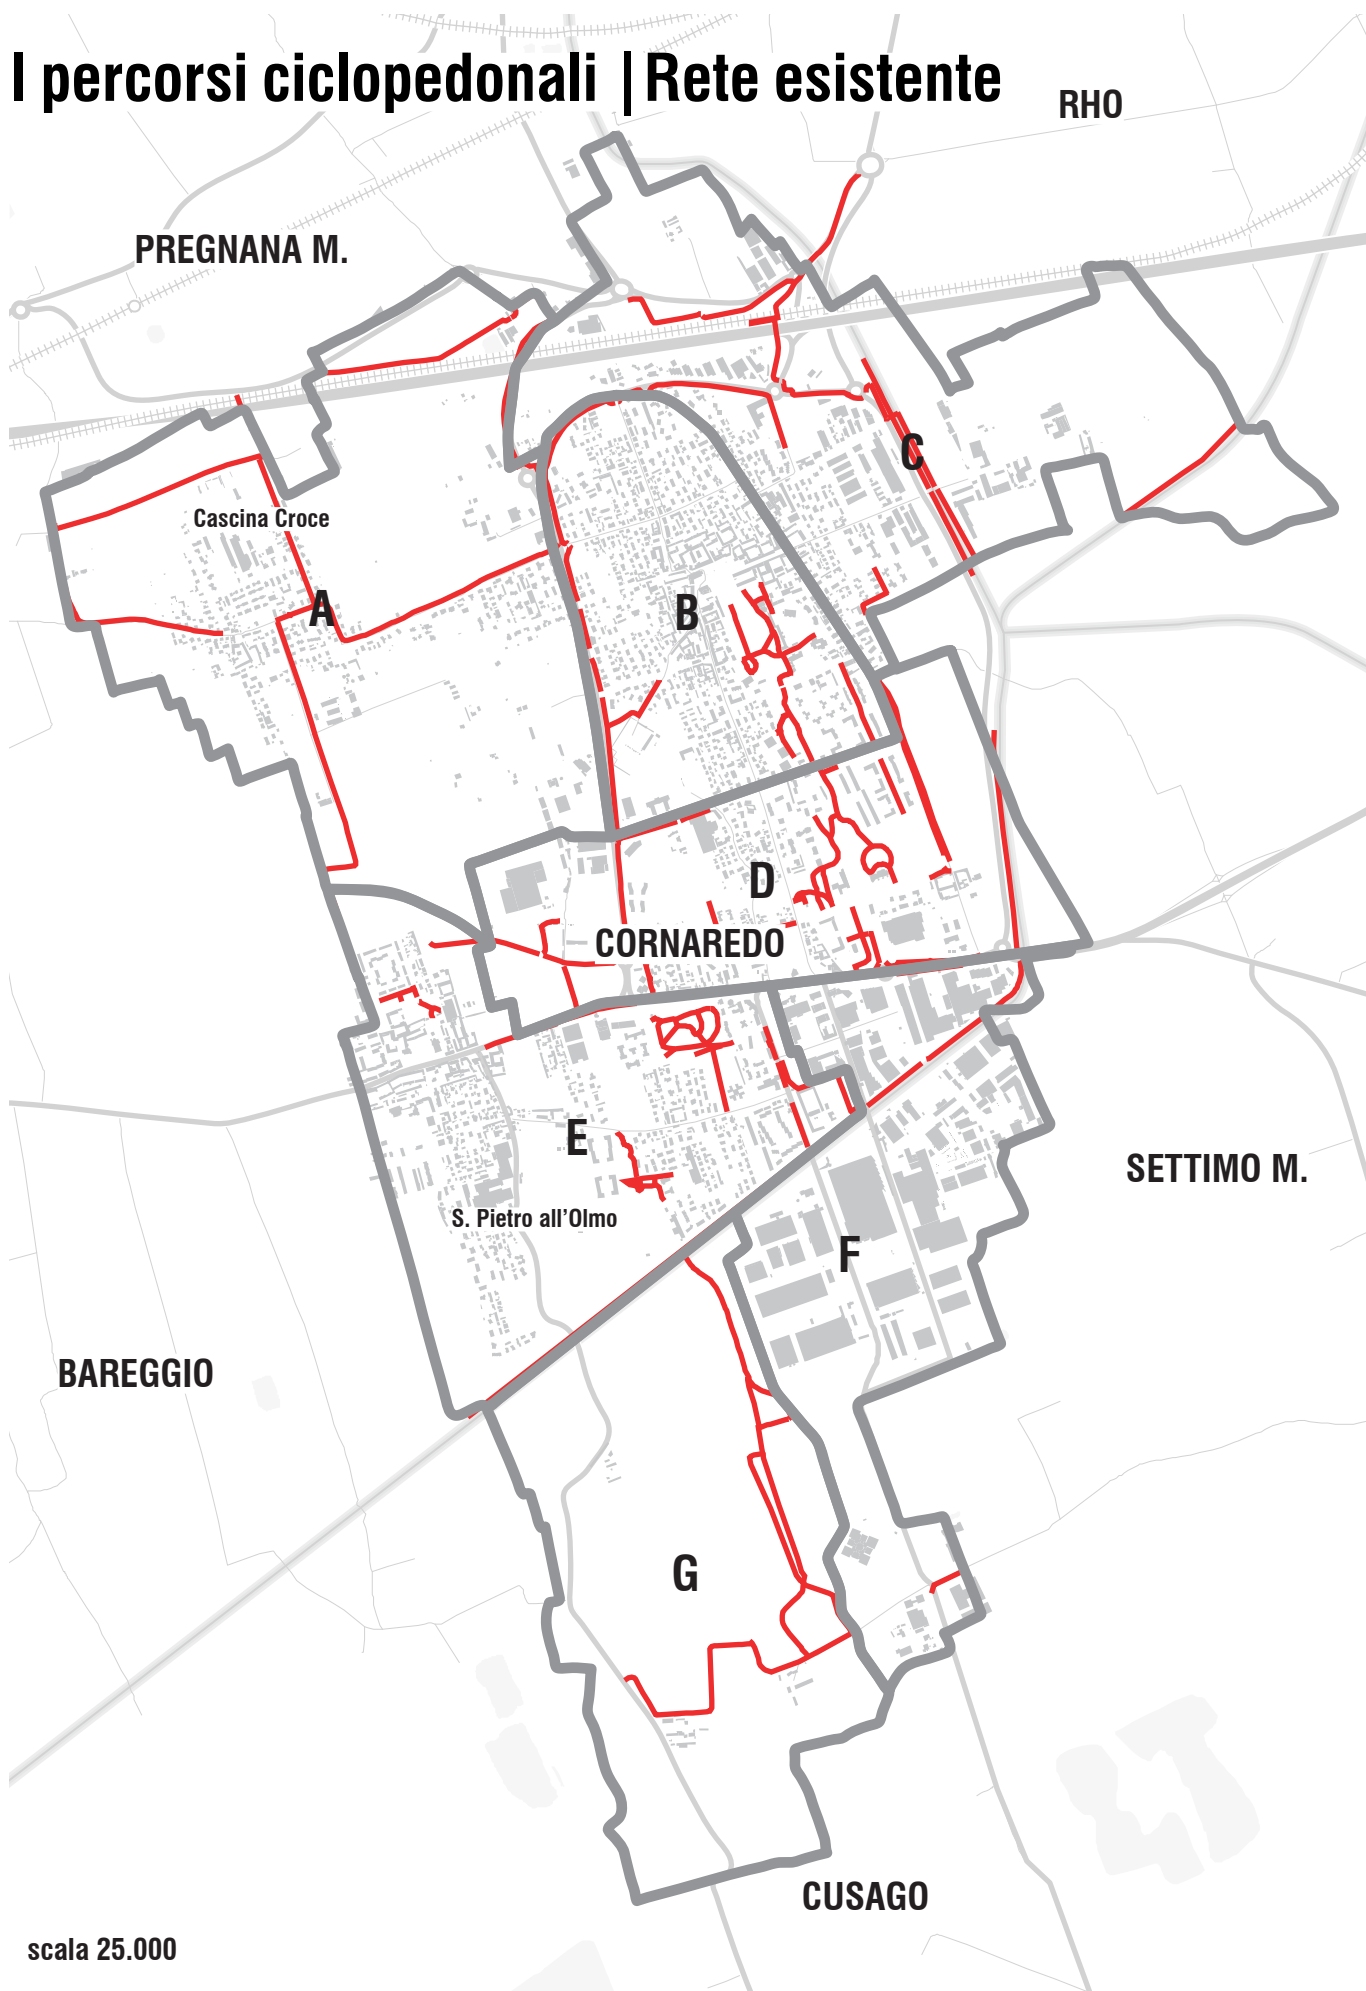 I percorsi ciclopedonali | Rete esistente
RHO
PREGNANA M.
C
Cascina Croce
A
B
D
CORNAREDO
E
SETTIMO M.
S. Pietro all'Olmo
F
BAREGGIO
G
CUSAGO
scala 25.000